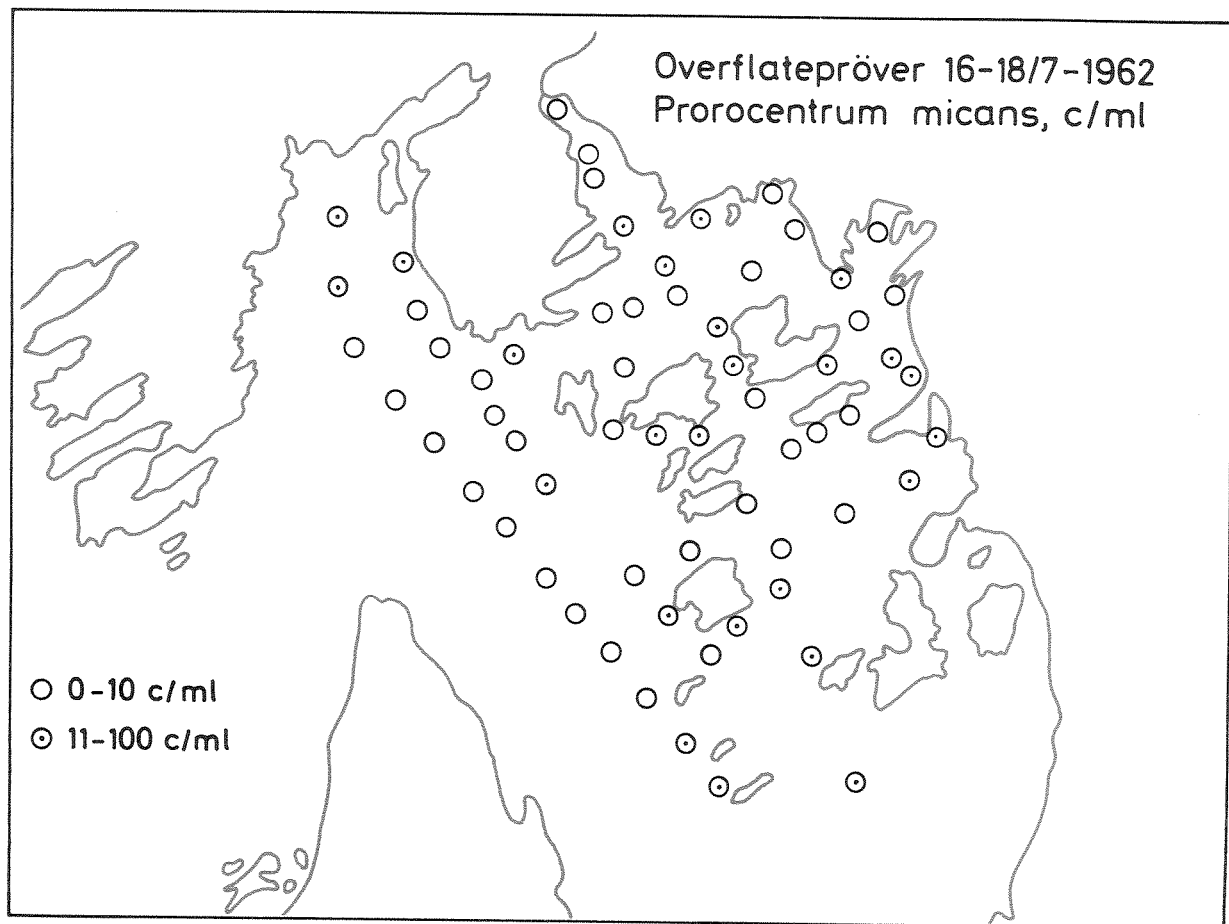 Overflatepröver 16-18/7-1962
Prorocentrum micans, c/ml
0-10 c/ml
11-100 c/ml